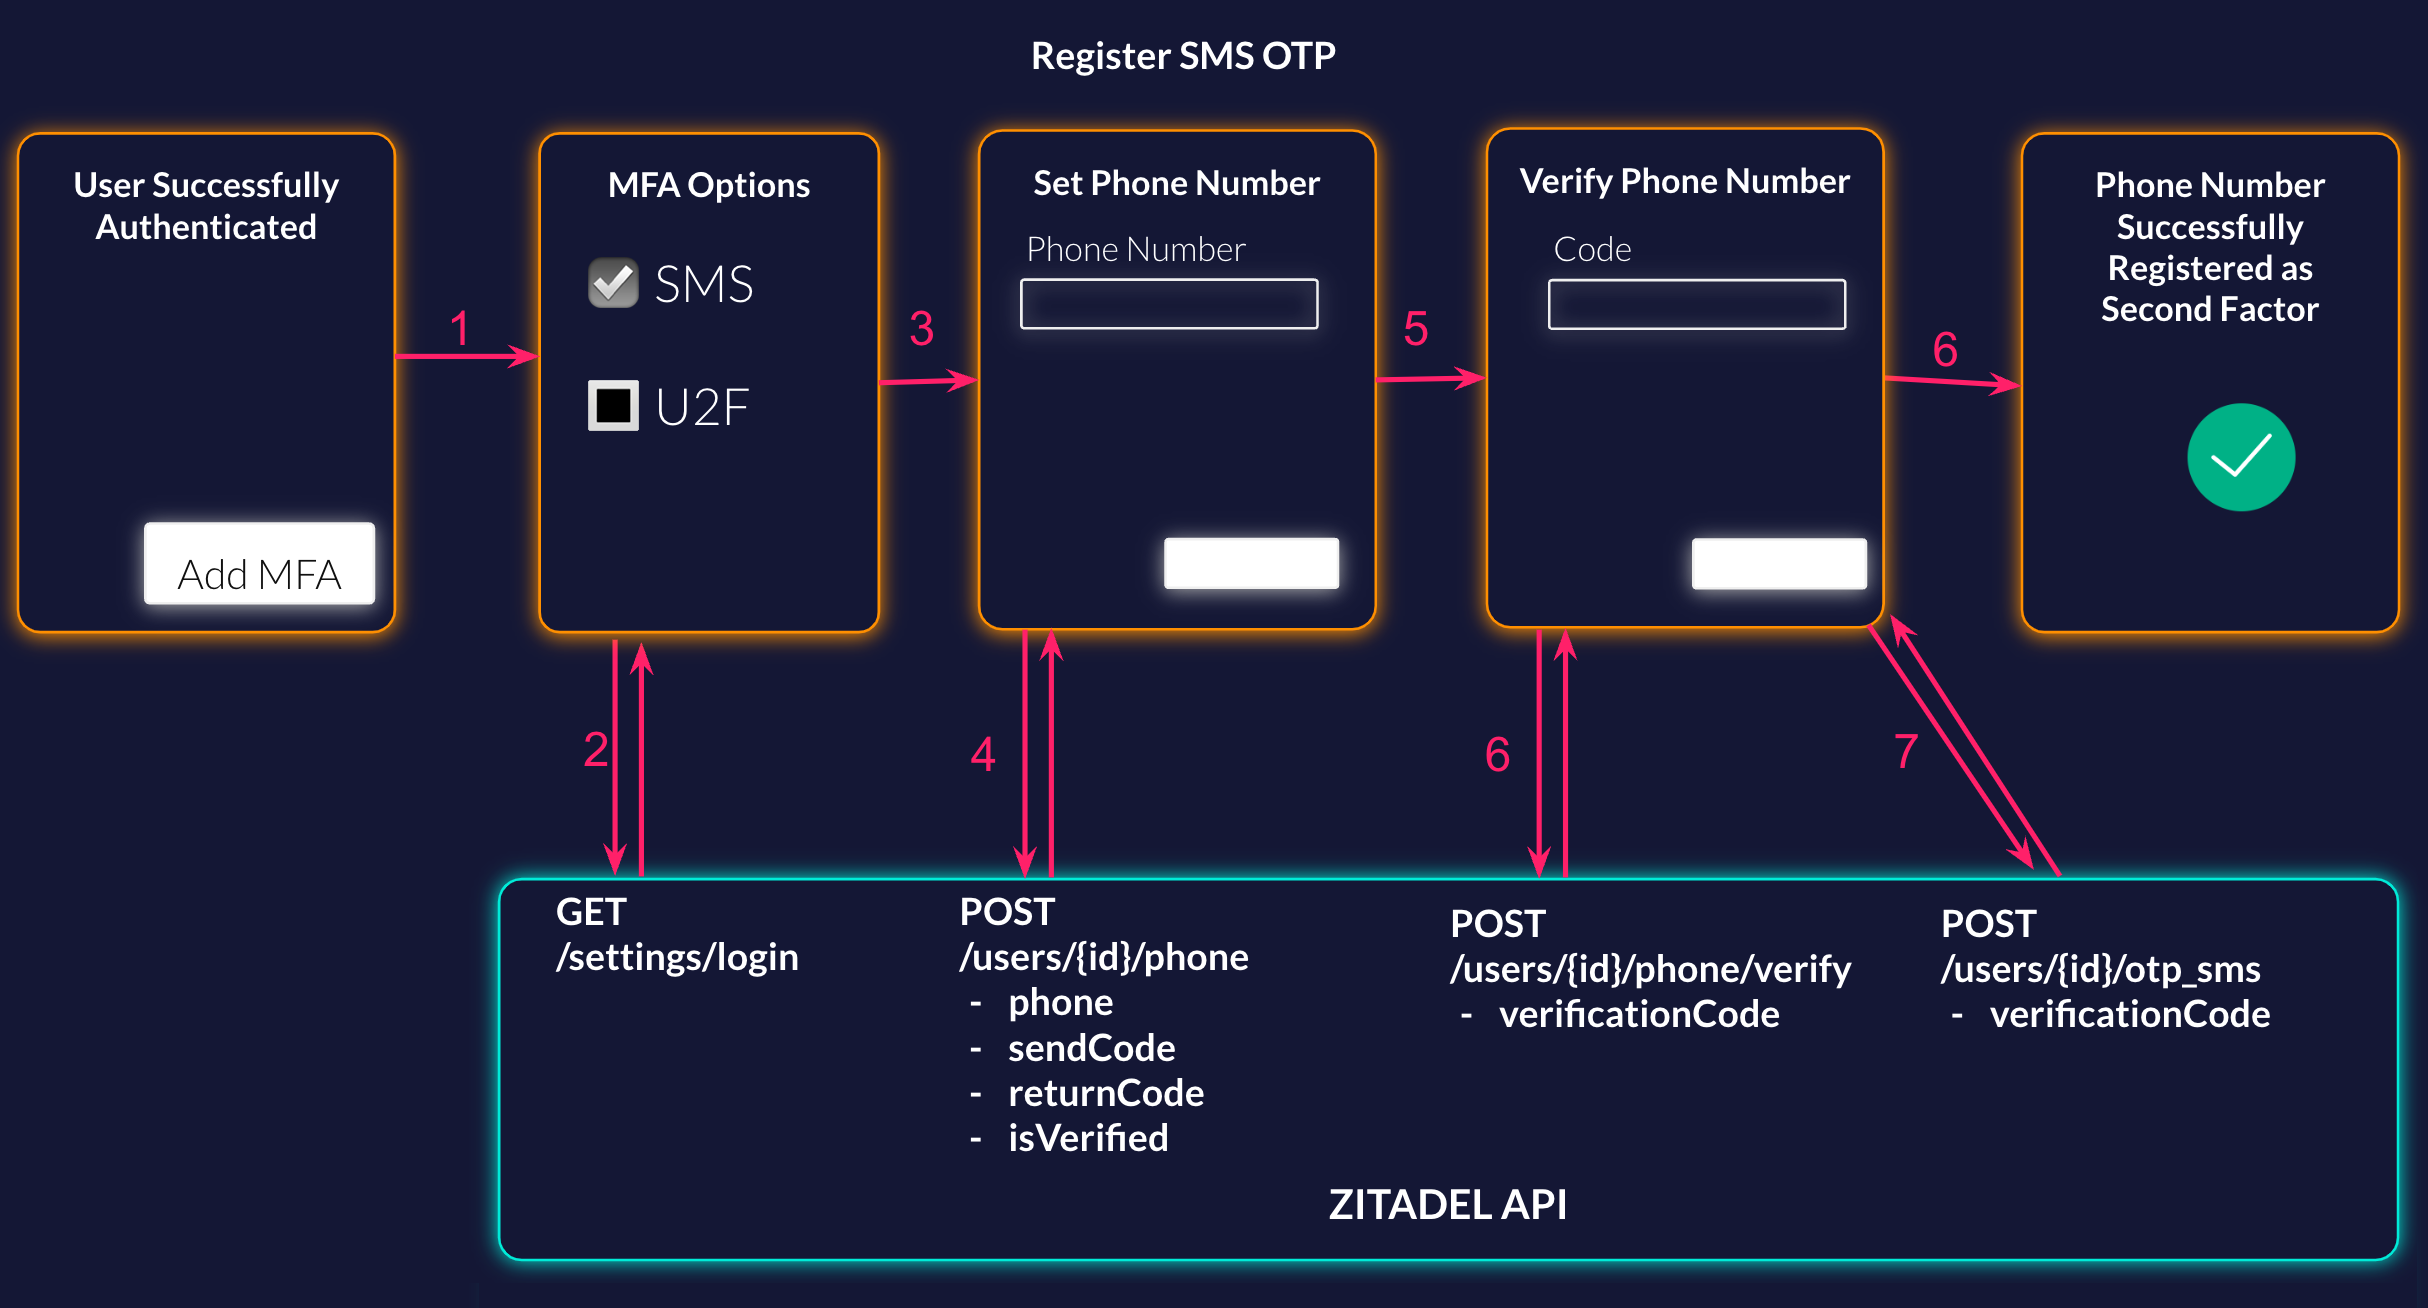 Register SMS OTP
User Successfully
Authenticated
Add MFA
1
MFA Options
SMS
U2F
2
3
Set Phone Number
Phone Number
4
5
Verify Phone Number
Code
6
7
6
Phone Number
Successfully
Registered as
Second Factor
GET
/settings/login
POST
/users/{id}/phone
- phone
- sendCode
- returnCode
- isVerified
POST
/users/{id}/phone/verify
- verificationCode
POST
/users/{id}/otp_sms
- verificationCode
ZITADEL API